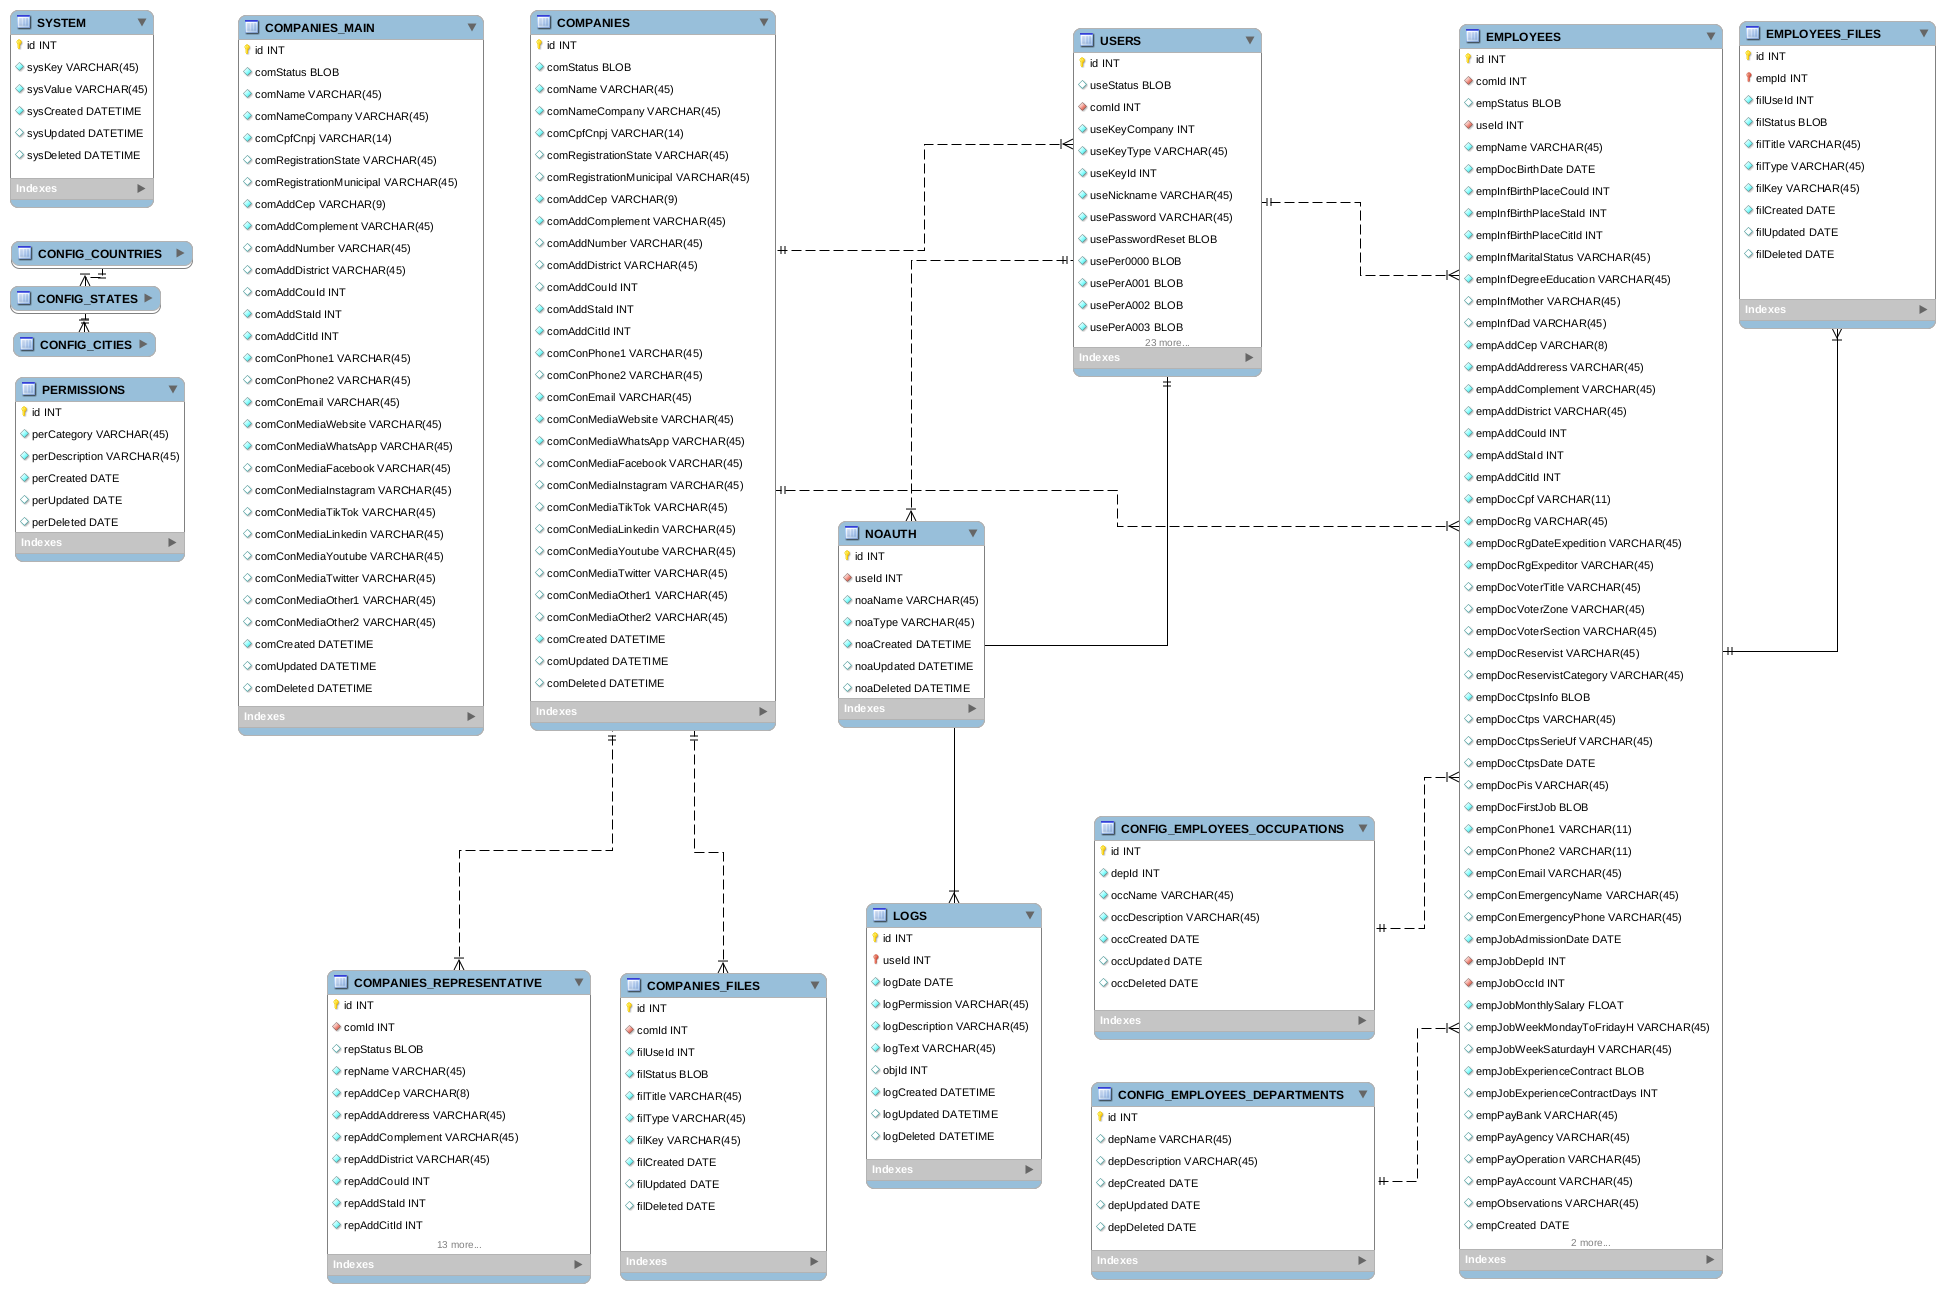 SYSTEM
id INT
sysKey VARCHAR(45)
sysValue VARCHAR(45)
sysCreated DATETIME
sysUpdated DATETIME
sysDeleted DATETIME
Indexes
CONFIG_COUNTRIES
CONFIG_STATES
CONFIG_CITIES
PERMISSIONS
id INT
perCategory VARCHAR(45)
perDescription VARCHAR(45)
perCreated DATE
perUpdated DATE
perDeleted DATE
Indexes
COMPANIES_MAIN
id INT
comStatus BLOB
comName VARCHAR(45)
comNameCompany VARCHAR(45)
comCpfCnpj VARCHAR(14)
comRegistrationState VARCHAR(45)
comRegistrationMunicipal VARCHAR(45)
comAddCep VARCHAR(9)
comAddComplement VARCHAR(45)
comAddNumber VARCHAR(45)
comAddDistrict VARCHAR(45)
comAddCouId INT
comAddStaId INT
comAddCitId INT
comConPhone1 VARCHAR(45)
comConPhone2 VARCHAR(45)
comConEmail VARCHAR(45)
comConMediaWebsite VARCHAR(45)
comConMediaWhatsApp VARCHAR(45)
comConMediaFacebook VARCHAR(45)
comConMediaInstagram VARCHAR(45)
comConMediaTikTok VARCHAR(45)
comConMediaLinkedin VARCHAR(45)
comConMediaYoutube VARCHAR(45)
comConMediaTwitter VARCHAR(45)
comConMediaOther1 VARCHAR(45)
comConMediaOther2 VARCHAR(45)
comCreated DATETIME
comUpdated DATETIME
comDeleted DATETIME
Indexes
COMPANIES
id INT
comStatus BLOB
comName VARCHAR(45)
comNameCompany VARCHAR(45)
comCpfCnpj VARCHAR(14)
comRegistrationState VARCHAR(45)
comRegistrationMunicipal VARCHAR(45)
comAddCep VARCHAR(9)
comAddComplement VARCHAR(45)
comAddNumber VARCHAR(45)
comAddDistrict VARCHAR(45)
comAddCouId INT
comAddStaId INT
comAddCitId INT
comConPhone1 VARCHAR(45)
comConPhone2 VARCHAR(45)
comConEmail VARCHAR(45)
comConMediaWebsite VARCHAR(45)
comConMediaWhatsApp VARCHAR(45)
comConMediaFacebook VARCHAR(45)
comConMediaInstagram VARCHAR(45)
comConMediaTikTok VARCHAR(45)
comConMediaLinkedin VARCHAR(45)
comConMediaYoutube VARCHAR(45)
comConMediaTwitter VARCHAR(45)
comConMediaOther1 VARCHAR(45)
comConMediaOther2 VARCHAR(45)
comCreated DATETIME
comUpdated DATETIME
comDeleted DATETIME
Indexes
USERS
id INT
useStatus BLOB
comId INT
useKeyCompany INT
useKeyType VARCHAR(45)
useKeyId INT
useNickname VARCHAR(45)
usePassword VARCHAR(45)
usePasswordReset BLOB
usePer0000 BLOB
usePerA001 BLOB
usePerA002 BLOB
usePerA003 BLOB
23 more...
Indexes
NOAUTH
id INT
useId INT
noaName VARCHAR(45)
noaType VARCHAR(45)
noaCreated DATETIME
noaUpdated DATETIME
noaDeleted DATETIME
Indexes
COMPANIES_REPRESENTATIVE
id INT
comId INT
repStatus BLOB
repName VARCHAR(45)
repAddCep VARCHAR(8)
repAddAddreress VARCHAR(45)
repAddComplement VARCHAR(45)
repAddDistrict VARCHAR(45)
repAddCouId INT
repAddStaId INT
repAddCitId INT
13 more...
Indexes
COMPANIES_FILES
id INT
comId INT
filUseId INT
filStatus BLOB
filTitle VARCHAR(45)
filType VARCHAR(45)
filKey VARCHAR(45)
filCreated DATE
filUpdated DATE
filDeleted DATE
Indexes
LOGS
id INT
useId INT
logDate DATE
logPermission VARCHAR(45)
logDescription VARCHAR(45)
logText VARCHAR(45)
objId INT
logCreated DATETIME
logUpdated DATETIME
logDeleted DATETIME
Indexes
CONFIG_EMPLOYEES_OCCUPATIONS
id INT
depId INT
occName VARCHAR(45)
occDescription VARCHAR(45)
occCreated DATE
occUpdated DATE
occDeleted DATE
Indexes
CONFIG_EMPLOYEES_DEPARTMENTS
id INT
depName VARCHAR(45)
depDescription VARCHAR(45)
depCreated DATE
depUpdated DATE
depDeleted DATE
Indexes
EMPLOYEES
id INT
comId INT
empStatus BLOB
useId INT
empName VARCHAR(45)
empDocBirthDate DATE
empInfBirthPlaceCouId INT
empInfBirthPlaceStaId INT
empInfBirthPlaceCitId INT
empInfMaritalStatus VARCHAR(45)
empInfDegreeEducation VARCHAR(45)
empInfMother VARCHAR(45)
empInfDad VARCHAR(45)
empAddCep VARCHAR(8)
empAddAddreress VARCHAR(45)
empAddComplement VARCHAR(45)
empAddDistrict VARCHAR(45)
empAddCouId INT
empAddStaId INT
empAddCitId INT
empDocCpf VARCHAR(11)
empDocRg VARCHAR(45)
empDocRgDateExpedition VARCHAR(45)
empDocRgExpeditor VARCHAR(45)
empDocVoterTitle VARCHAR(45)
empDocVoterZone VARCHAR(45)
empDocVoterSection VARCHAR(45)
empDocReservist VARCHAR(45)
empDocReservistCategory VARCHAR(45)
empDocCtpsInfo BLOB
empDocCtps VARCHAR(45)
empDocCtpsSerieUf VARCHAR(45)
empDocCtpsDate DATE
empDocPis VARCHAR(45)
empDocFirstJob BLOB
empConPhone1 VARCHAR(11)
empConPhone2 VARCHAR(11)
empConEmail VARCHAR(45)
empConEmergencyName VARCHAR(45)
empConEmergencyPhone VARCHAR(45)
empJobAdmissionDate DATE
empJobDepId INT
empJobOccId INT
empJobMonthlySalary FLOAT
empJobWeekMondayToFridayH VARCHAR(45)
empJobWeekSaturdayH VARCHAR(45)
empJobExperienceContract BLOB
empJobExperienceContractDays INT
empPayBank VARCHAR(45)
empPayAgency VARCHAR(45)
empPayOperation VARCHAR(45)
empPayAccount VARCHAR(45)
empObservations VARCHAR(45)
empCreated DATE
2 more...
Indexes
EMPLOYEES_FILES
id INT
empId INT
filUseId INT
filStatus BLOB
filTitle VARCHAR(45)
filType VARCHAR(45)
filKey VARCHAR(45)
filCreated DATE
filUpdated DATE
filDeleted DATE
Indexes